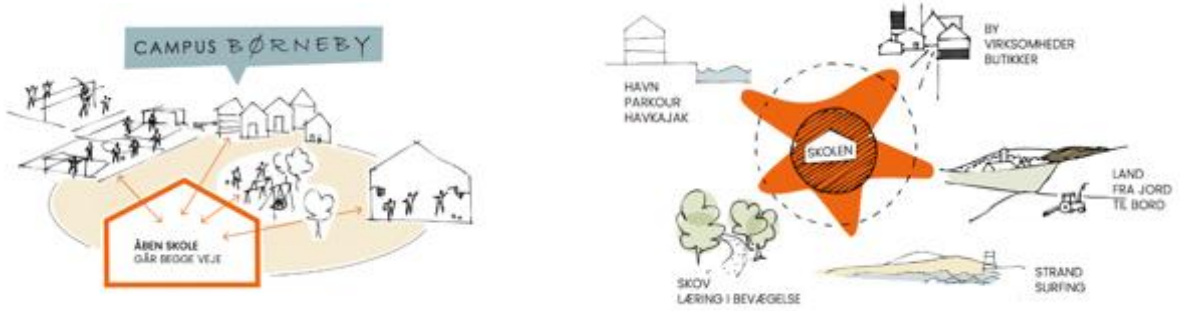 CAMPUS BØRNEBY
ÅBEN SKOLE
GÅR BEGGE VEJE
HAVN
PARKOUR
HAVKAJAK
BY
VIRKSOMHEDER
BUTIKKER
SKOLEN
LAND
FRA JORD
TIL BORD
SKOV
LÆRING I BEVÆGELSE
STRAND
SURFING